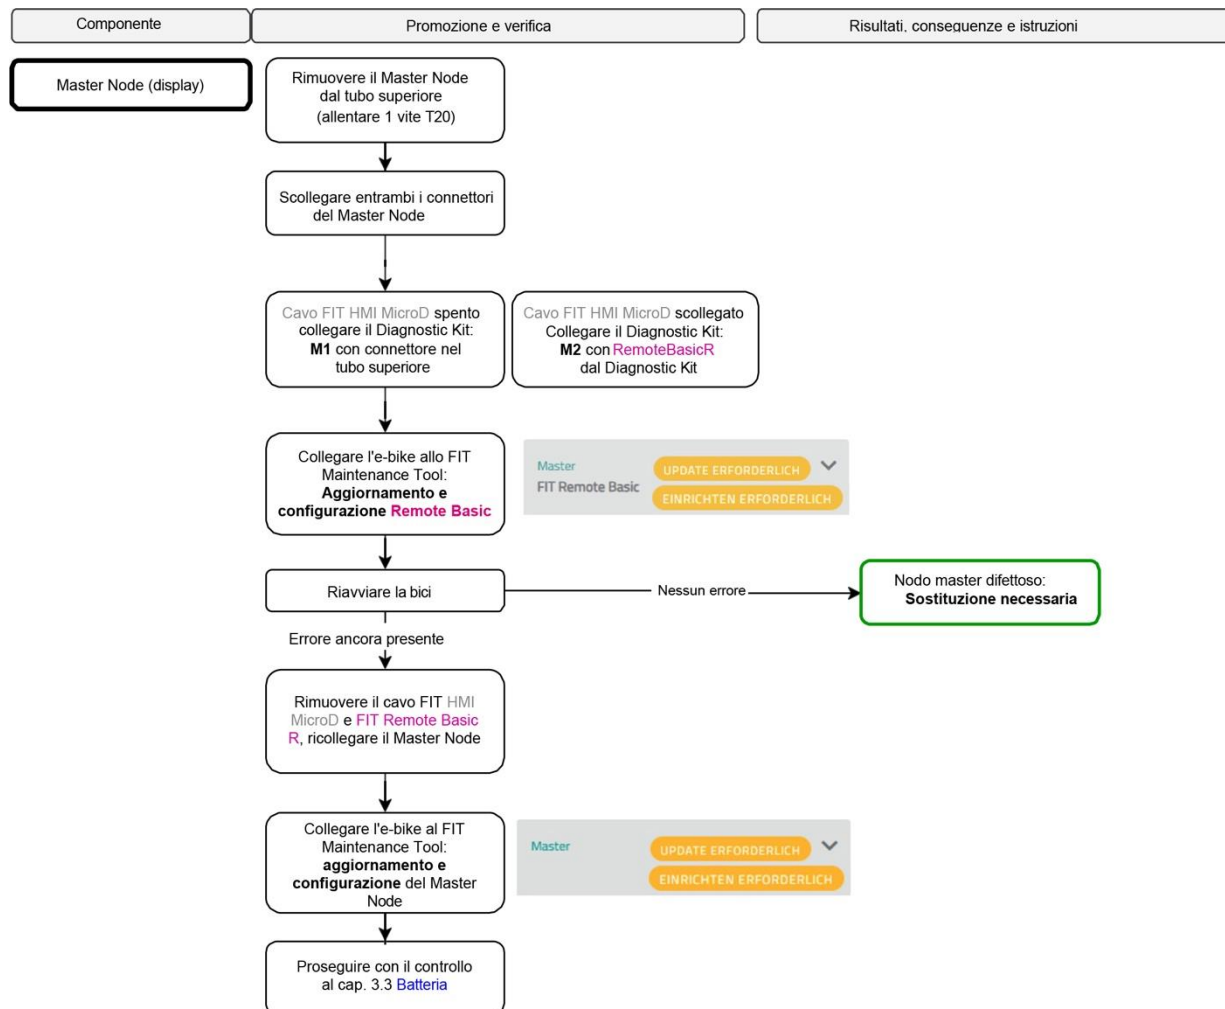 Componente
Promozione e verifica
Risultati, conseguenze e istruzioni
Master Node (display)
Rimuovere il Master Node
dal tubo superiore
(allentare 1 vite T20)
Scollegare entrambi i connettori
del Master Node
Cavo FIT HMI MicroD spento
collegare il Diagnostic Kit:
M1 con connettore nel
tubo superiore
Cavo FIT HMI MicroD scollegato
Collegare il Diagnostic Kit:
M2 con RemoteBasicR
dal Diagnostic Kit
Collegare l'e-bike allo FIT
Maintenance Tool:
Aggiornamento e
configurazione Remote Basic
Master
FIT Remote Basic
UPDATE ERFORDERLICH
EINRICHTEN ERFORDERLICH
Riavviare la bici
Nessun errore
Nodo master difettoso:
Sostituzione necessaria
Errore ancora presente
Rimuovere il cavo FIT HMI
MicroD e FIT Remote Basic
R, ricollegare il Master Node
Collegare l'e-bike al FIT
Maintenance Tool:
aggiornamento e
configurazione del Master
Node
Master
UPDATE ERFORDERLICH
EINRICHTEN ERFORDERLICH
Proseguire con il controllo
al cap. 3.3 Batteria